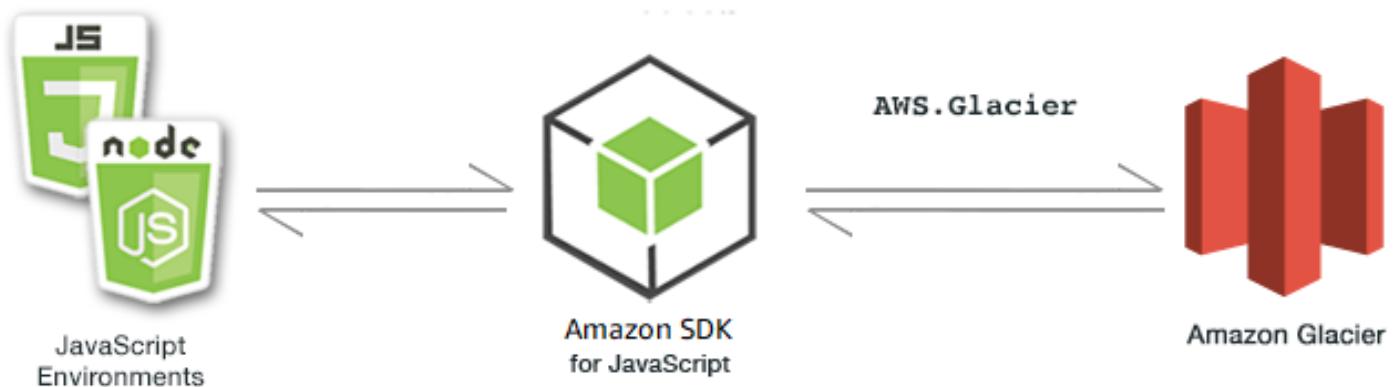 JS
node
JS
JavaScript
Environments
Amazon SDK
for JavaScript
AWS.Glacier
Amazon Glacier